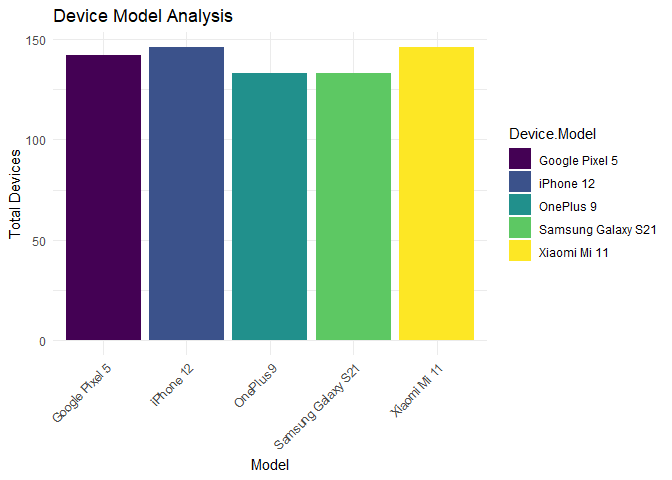 Device Model Analysis
150
100
50
0
Total Devices
Google Pixel 5
iPhone 12
OnePlus 9
Samsung Galaxy S21
Xiaomi Mi 11
Model
Device.Model
Google Pixel 5
iPhone 12
OnePlus 9
Samsung Galaxy S21
Xiaomi Mi 11